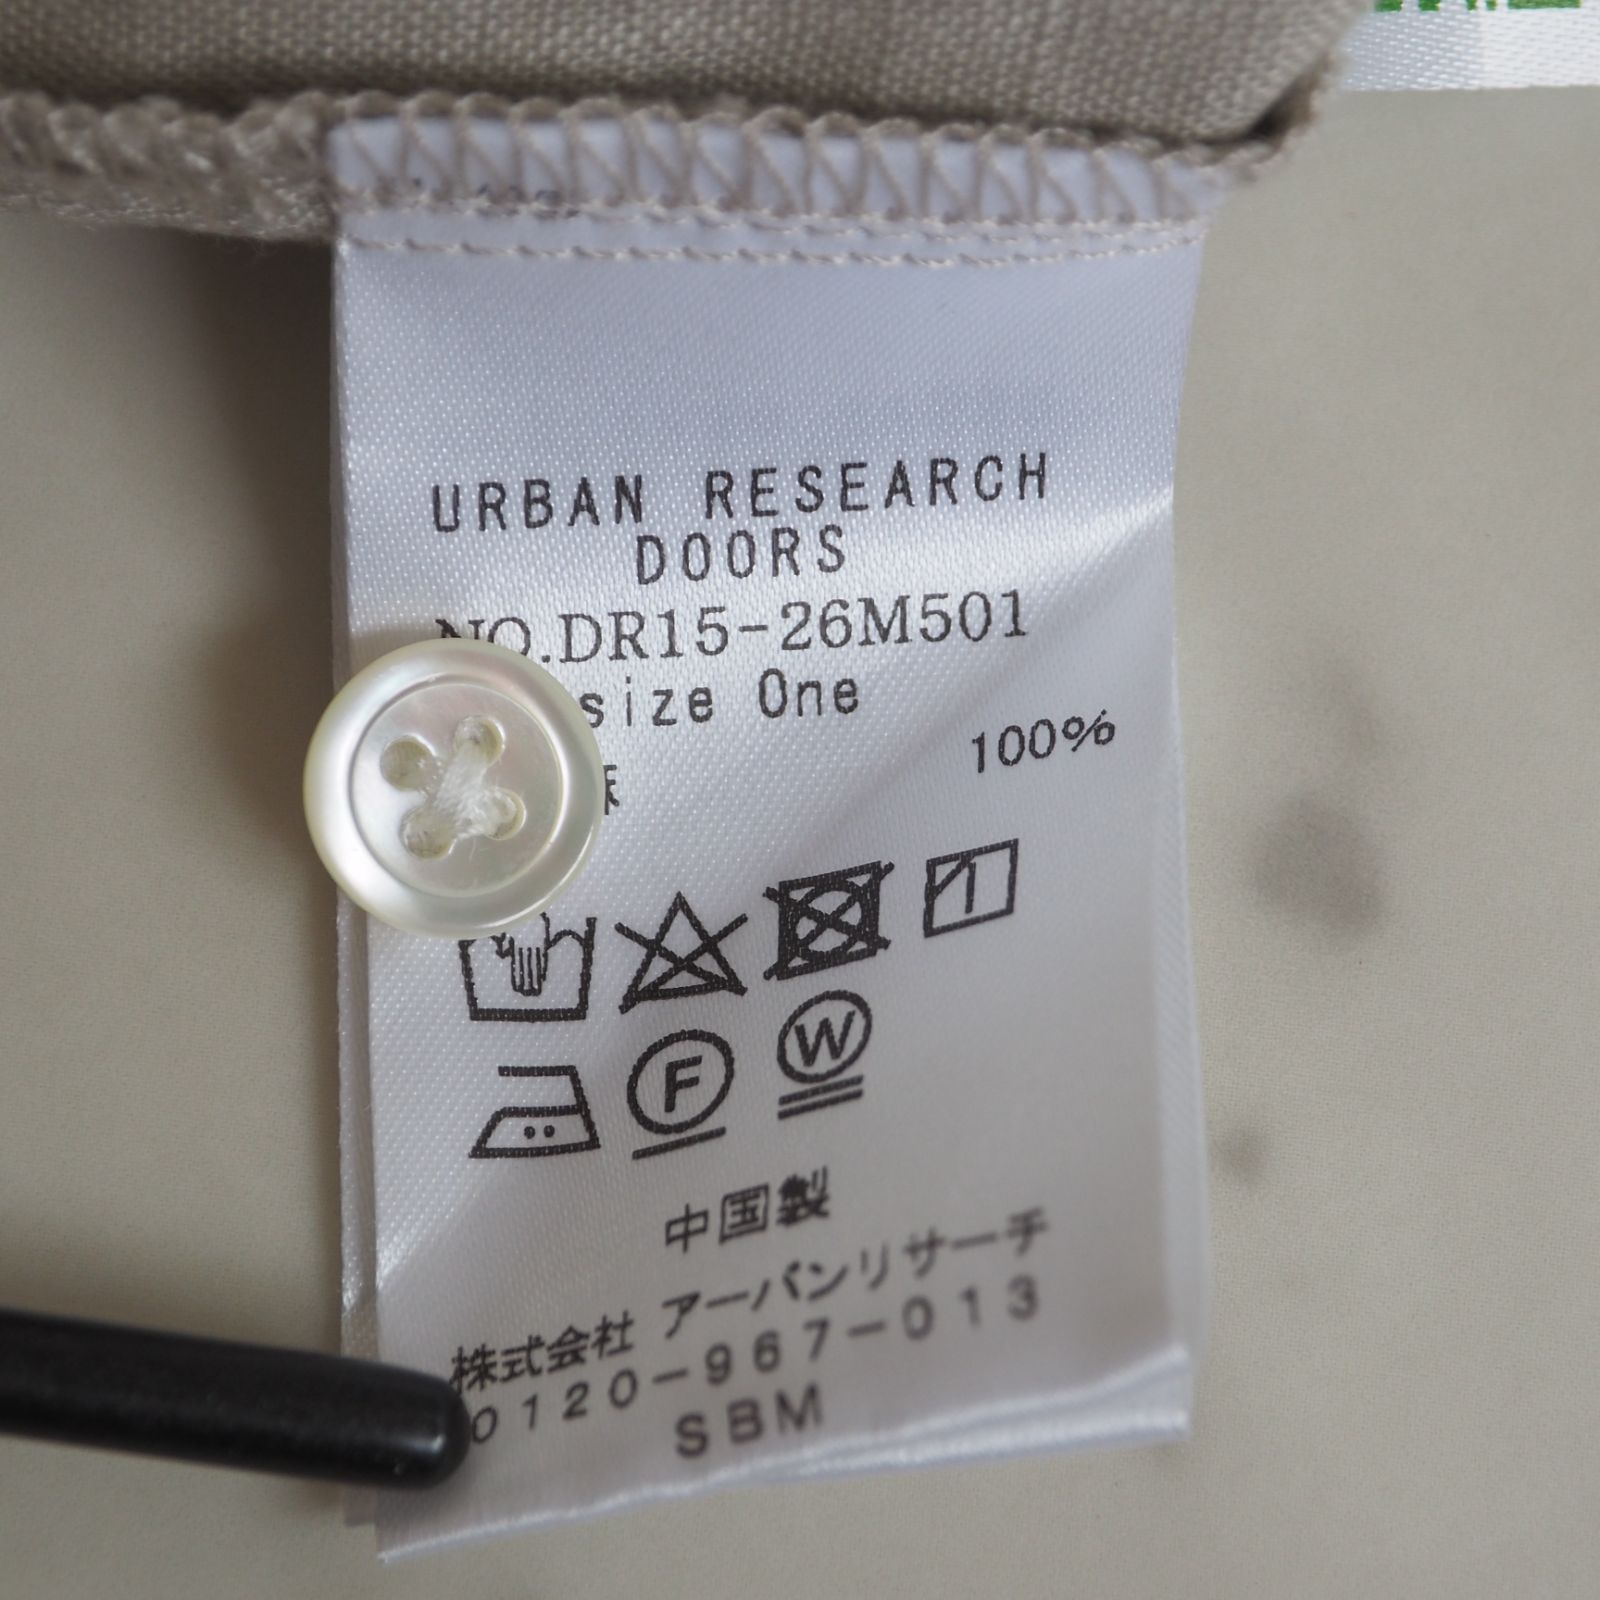 URBAN RESEARCH
DOORS
NO.DR15-26M501
size One
100%
F
W
中国製
株式会社 アーバンリサーチ
0120-967-013
SBM